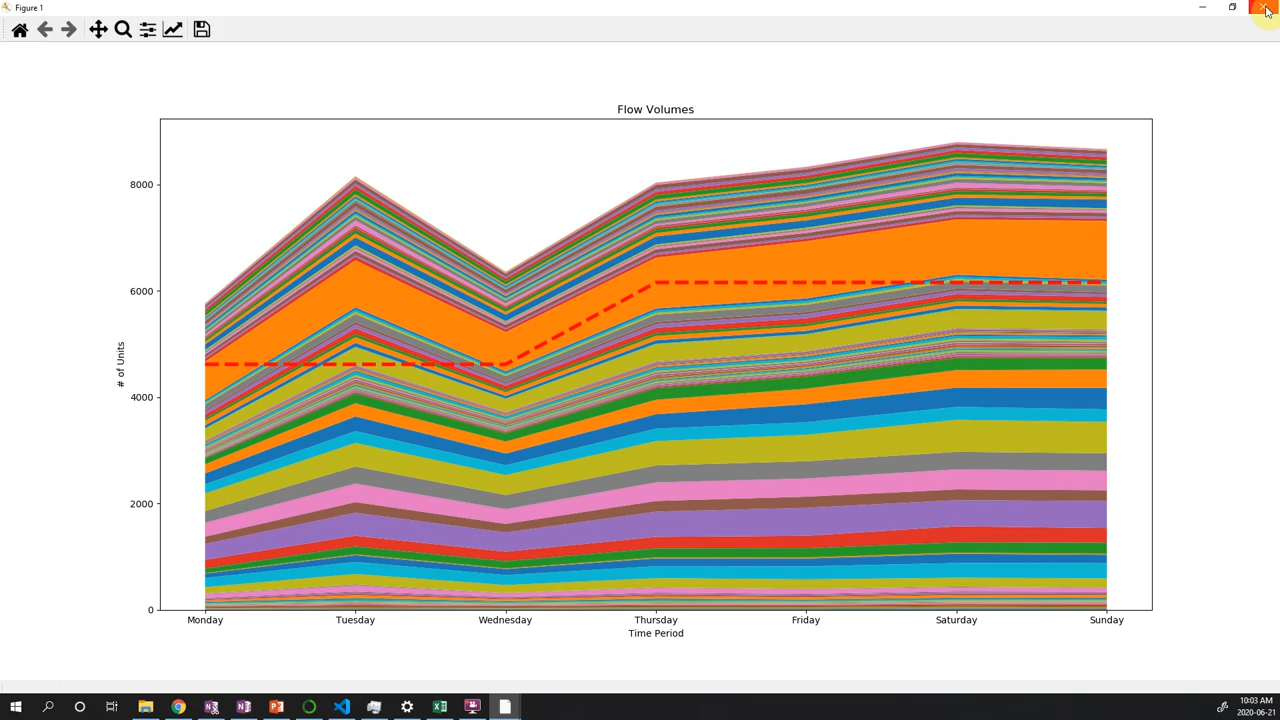 Figure 1
Flow Volumes
8000
6000
4000
2000
0
# of Units
Monday Tuesday Wednesday Thursday Friday Saturday Sunday
Time Period
10:03 AM
2020-06-21